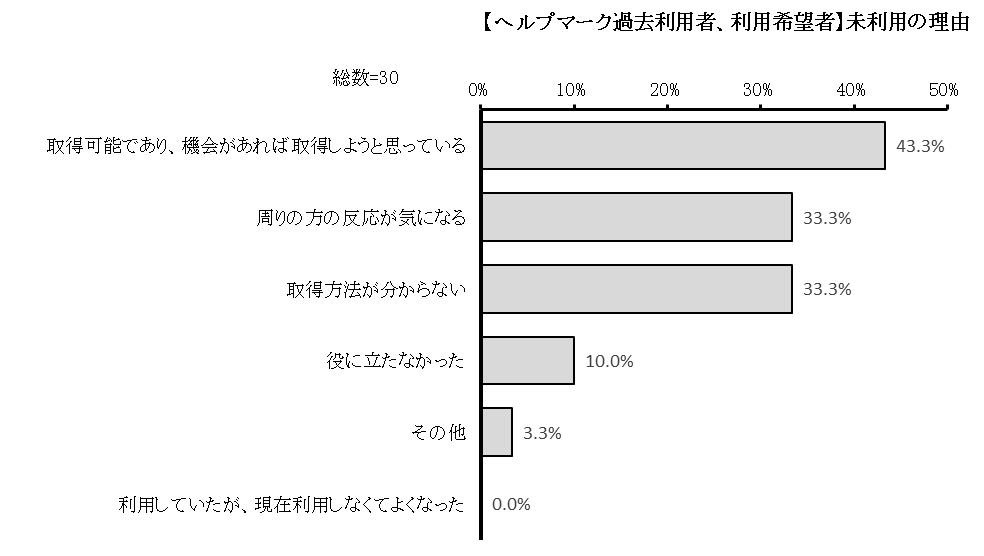 【ヘルプマーク過去利用者、利用希望者】未利用の理由
総数=30
0% 10% 20% 30% 40% 50%
取得可能であり、機会があれば取得しようと思っている 43.3%
周りの方の反応が気になる 33.3%
取得方法が分からない 33.3%
役に立たなかった 10.0%
その他 3.3%
利用していたが、現在利用しなくてよくなった 0.0%